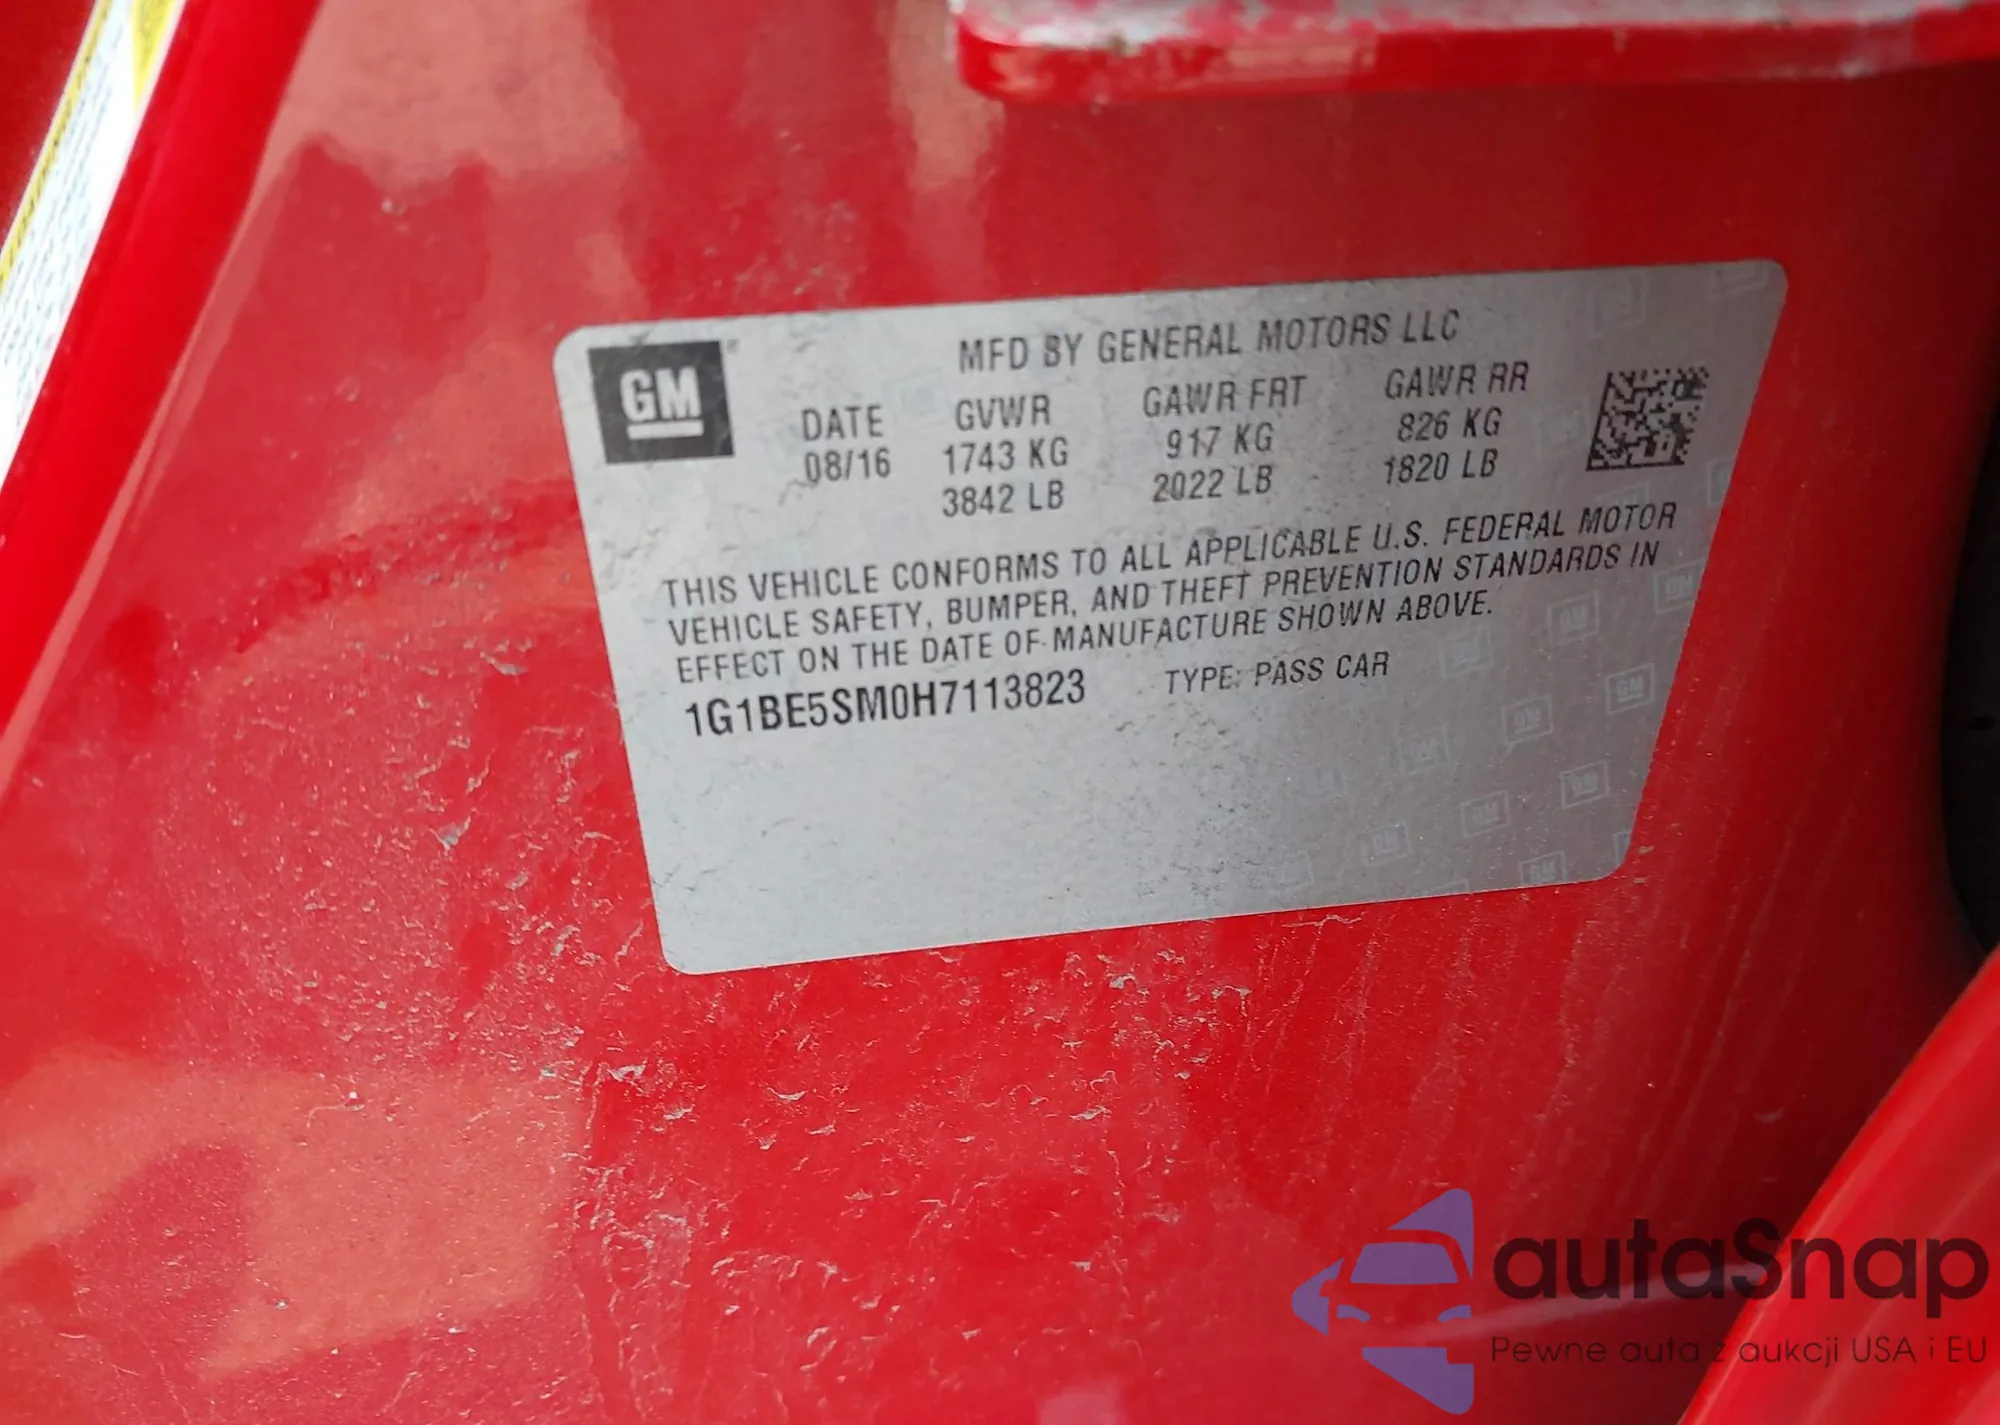 GM
MFD BY GENERAL MOTORS LLC
DATE GVWR GAWR FRT GAWR RR
08/16 1743 KG 917 KG 826 KG
3842 LB 2022 LB 1820 LB
THIS VEHICLE CONFORMS TO ALL APPLICABLE U.S. FEDERAL MOTOR
VEHICLE SAFETY, BUMPER, AND THEFT PREVENTION STANDARDS IN
EFFECT ON THE DATE OF MANUFACTURE SHOWN ABOVE.
1G1BE5SM0H7113823 TYPE: PASS CAR
autaSnap
Pewne auta z aukcji USA i EU